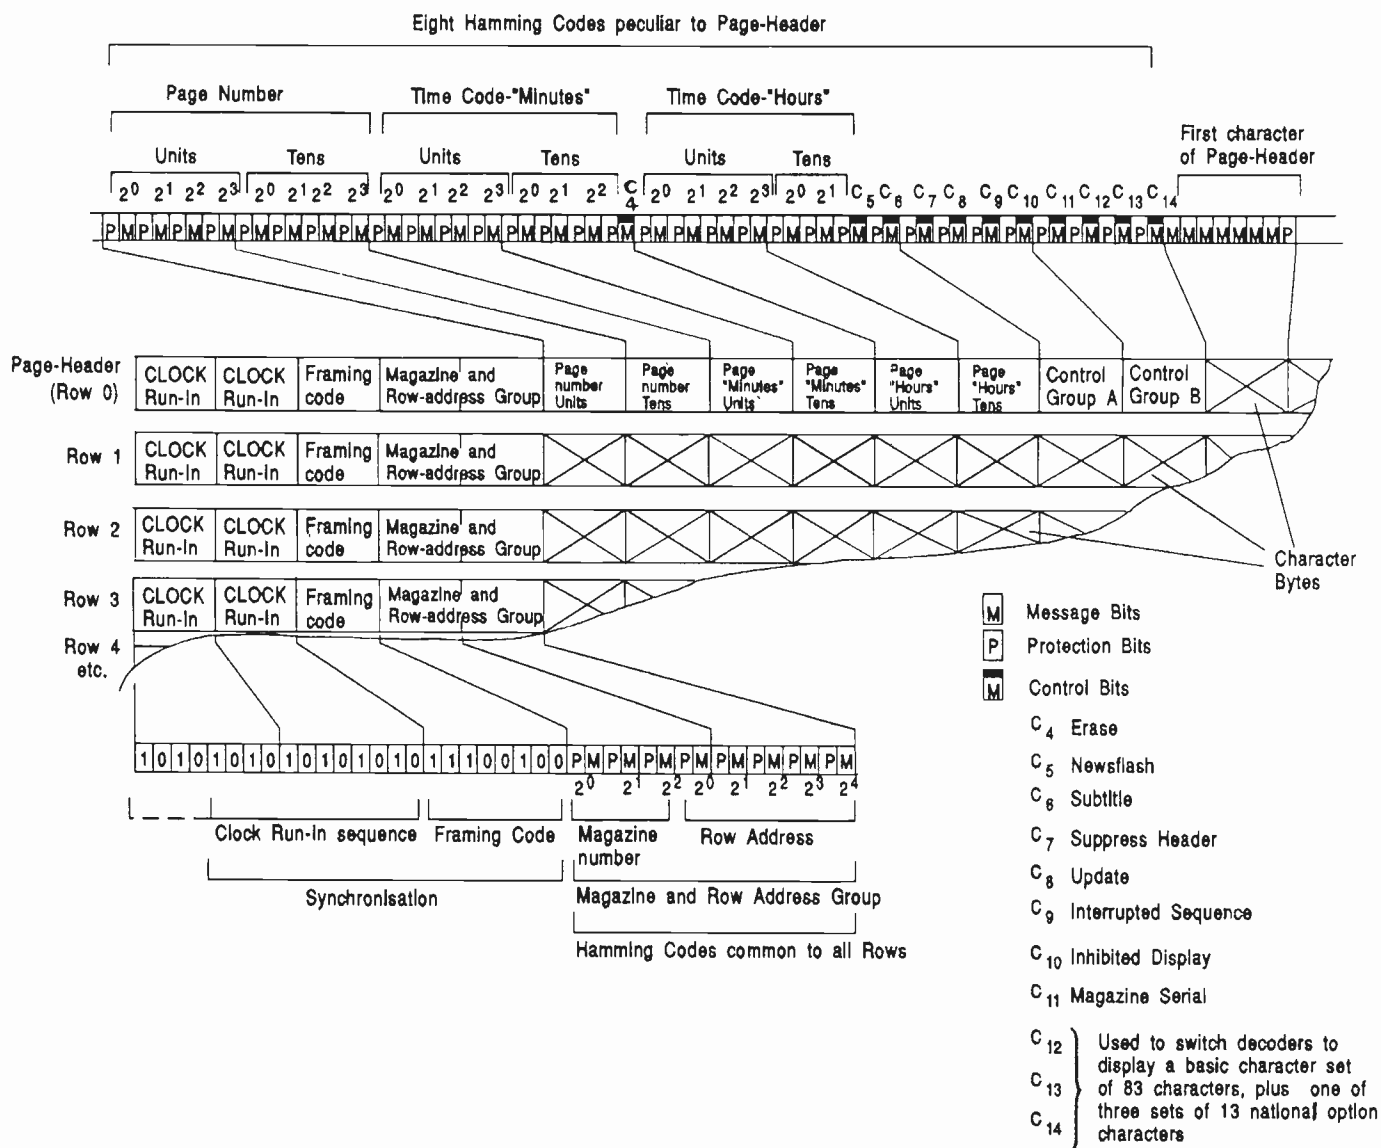 Eight Hamming Codes peculiar to Page-Header
Page Number
Time Code-"Minutes"
Time Code-"Hours"
First character
of Page-Header
Units Tens Units Tens Units Tens
2⁰ 2¹ 2² 2³ 2⁰ 2¹ 2² 2³ 2⁰ 2¹ 2² 2³ 2⁰ 2¹ 2² C₄ 2⁰ 2¹ 2² 2³ 2⁰ 2¹ C₅ C₆ C₇ C₈ C₉ C₁₀ C₁₁ C₁₂ C₁₃ C₁₄
P M P M P M P M P M P M P M P M P M P M P M P M P M P M P M P M P M P M P M P M P M P M P M P M P M P M P M P M P M P M P M P M M M M M M M M P
Page-Header
(Row 0)
CLOCK
Run-In
CLOCK
Run-In
Framing
code
Magazine and
Row-address Group
Page
number
Units
Page
number
Tens
Page
"Minutes"
Units
Page
"Minutes"
Tens
Page
"Hours"
Units
Page
"Hours"
Tens
Control
Group A
Control
Group B
Row 1
CLOCK
Run-In
CLOCK
Run-In
Framing
code
Magazine and
Row-address Group
Row 2
CLOCK
Run-In
CLOCK
Run-In
Framing
code
Magazine and
Row-address Group
Row 3
CLOCK
Run-In
CLOCK
Run-In
Framing
code
Magazine and
Row-address Group
Row 4
etc.
Character
Bytes
M Message Bits
P Protection Bits
M Control Bits
1 0 1 0 1 0 1 0 1 0 1 0 1 0 1 0 1 1 1 0 0 1 0 0 P M P M P M P M P M P M P M P M
2⁰ 2¹ 2² 2⁰ 2¹ 2² 2³ 2⁴
Clock Run-In sequence
Framing Code
Magazine
number
Row Address
Synchronisation
Magazine and Row Address Group
Hamming Codes common to all Rows
C₄ Erase
C₅ Newsflash
C₆ Subtitle
C₇ Suppress Header
C₈ Update
C₉ Interrupted Sequence
C₁₀ Inhibited Display
C₁₁ Magazine Serial
C₁₂
C₁₃
C₁₄
Used to switch decoders to
display a basic character set
of 83 characters, plus one of
three sets of 13 national option
characters